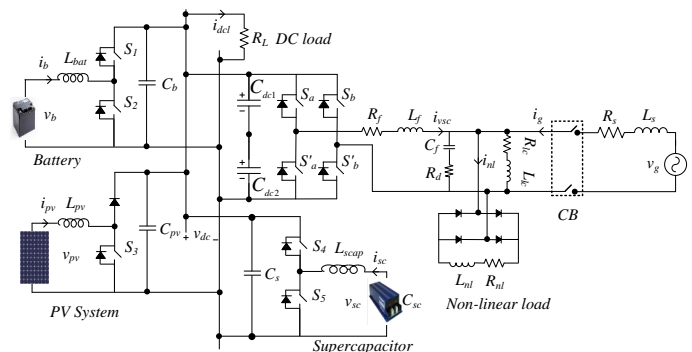 i_dcl
R_L DC load
S_1
i_b
L_bat
C_b
S_2
v_b
Battery
C_dc1
+
−
+
−
C_dc2
S_a
S_b
S'_a
S'_b
R_f
L_f
i_vsc
C_f
R_d
i_nl
R_lc
L_lc
i_g
CB
R_s
L_s
v_g
L_nl
R_nl
Non-linear load
i_pv
L_pv
v_pv
S_3
C_pv
+ v_dc −
PV System
C_s
S_4
S_5
L_scap
i_sc
v_sc
C_sc
Supercapacitor